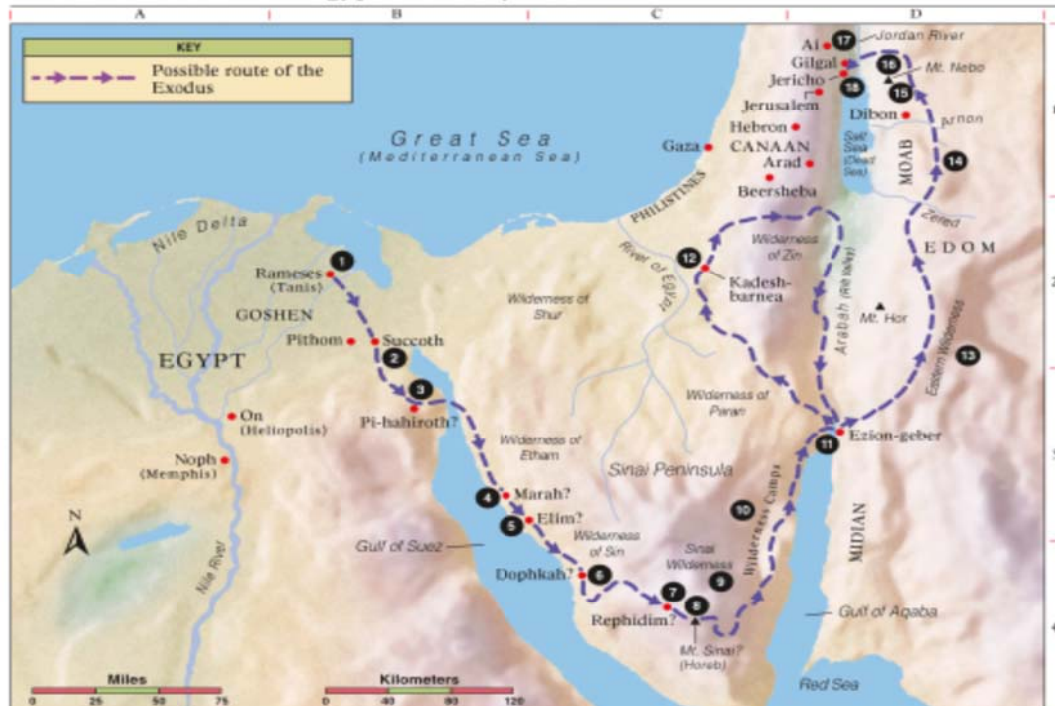 A B C D
KEY
Possible route of the
Exodus
Great Sea
(Mediterranean Sea)
Ai
17
Jordan River
Gilgal
16
Mt. Nebo
Jericho
18
15
Jerusalem
Dibon
Arnon
Hebron
Gaza
CANAAN
Salt
Sea
(Dead
Sea)
MOAB
14
Arad
Beersheba
PHILISTINES
Zered
Nile Delta
1
Rameses
(Tanis)
GOSHEN
Pithom
Succoth
2
EGYPT
3
Pi-hahiroth?
On
(Heliopolis)
Noph
(Memphis)
River of Egypt
12
Kadesh-
barnea
Wilderness
of Zin
EDOM
2
Wilderness of
Shur
Arabah (Rift Valley)
Mt. Hor
Eastern Wilderness
13
Wilderness of
Paran
Wilderness of
Etham
Sinai Peninsula
11
Ezion-geber
4
Marah?
5
Elim?
10
Wilderness Camps
MIDIAN
N
Gulf of Suez
Wilderness
of Sin
Sinai
Wilderness
9
Nile River
Dophkah?
6
7
8
Rephidim?
Mt. Sinai?
(Horeb)
Gulf of Aqaba
4
Red Sea
Miles
0 25 50 75
Kilometers
0 40 80 120